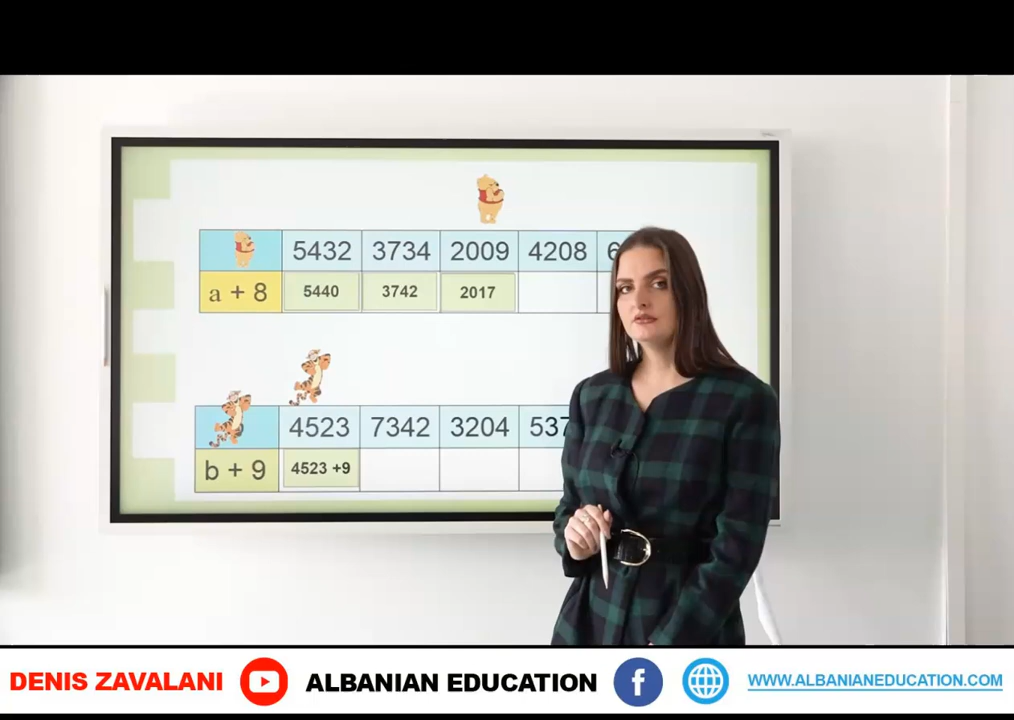 5432 3734 2009 4208
a + 8 5440 3742 2017
4523 7342 3204 537
b + 9 4523 +9
DENIS ZAVALANI ALBANIAN EDUCATION f WWW.ALBANIANEDUCATION.COM